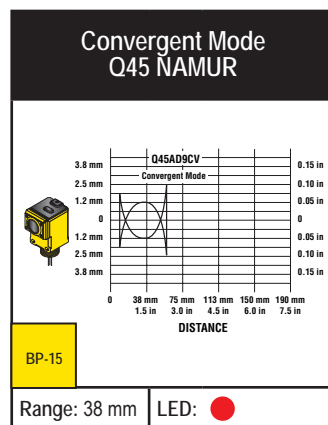 Convergent Mode
Q45 NAMUR
Q45AD9CV
Convergent Mode
3.8 mm 0.15 in
2.5 mm 0.10 in
1.2 mm 0.05 in
0 0
1.2 mm 0.05 in
2.5 mm 0.10 in
3.8 mm 0.15 in
0 38 mm 75 mm 113 mm 150 mm 190 mm
1.5 in 3.0 in 4.5 in 6.0 in 7.5 in
DISTANCE
BP-15
Range: 38 mm LED: